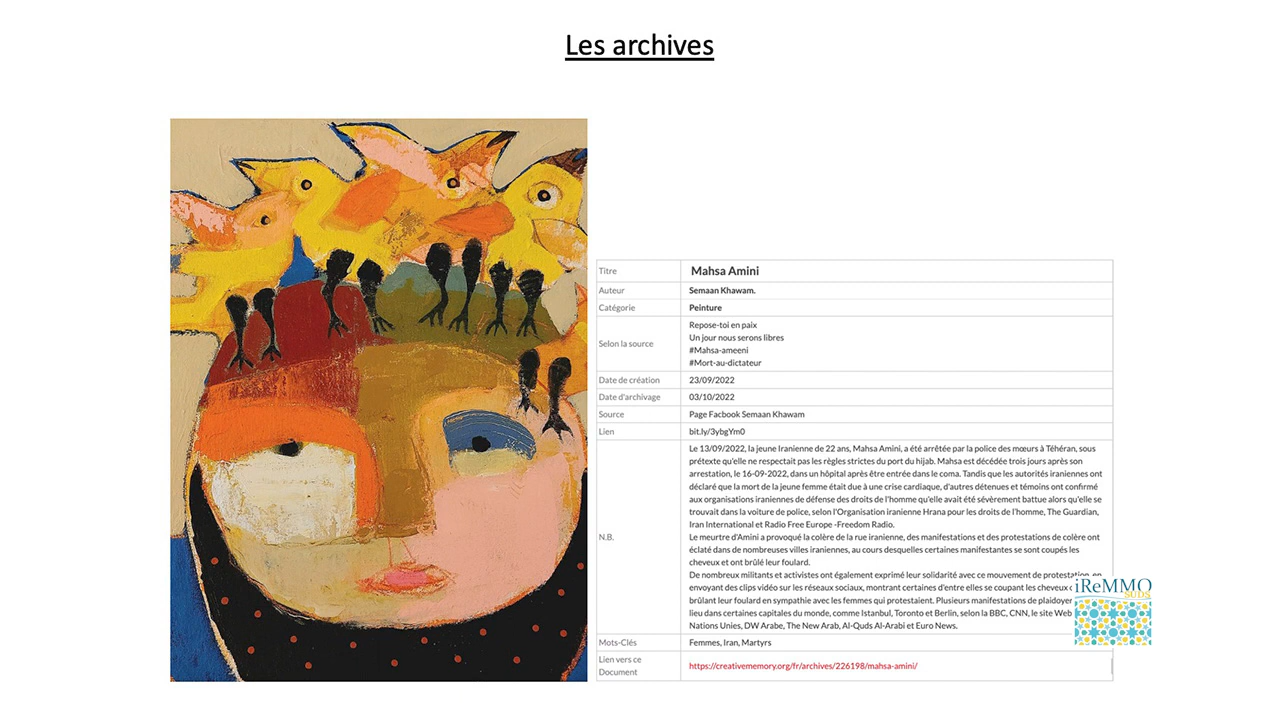 Les archives
Titre
Mahsa Amini
Auteur
Semaan Khawam.
Catégorie
Peinture
Selon la source
Repose-toi en paix
Un jour nous serons libres
#Mahsa-ameeni
#Mort-au-dictateur
Date de création
23/09/2022
Date d'archivage
03/10/2022
Source
Page Facbook Semaan Khawam
Lien
bit.ly/3ybgYm0
N.B.
Le 13/09/2022, la jeune Iranienne de 22 ans, Mahsa Amini, a été arrêtée par la police des mœurs à Téhéran, sous
prétexte qu'elle ne respectait pas les règles strictes du port du hijab. Mahsa est décédée trois jours après son
arrestation, le 16-09-2022, dans un hôpital après être entrée dans le coma. Tandis que les autorités iraniennes ont
déclaré que la mort de la jeune femme était due à une crise cardiaque, d'autres détenues et témoins ont confirmé
aux organisations iraniennes de défense des droits de l'homme qu'elle avait été sévèrement battue alors qu'elle se
trouvait dans la voiture de police, selon l'Organisation iranienne Hrana pour les droits de l'homme, The Guardian,
Iran International et Radio Free Europe -Freedom Radio.
Le meurtre d'Amini a provoqué la colère de la rue iranienne, des manifestations et des protestations de colère ont
éclaté dans de nombreuses villes iraniennes, au cours desquelles certaines manifestantes se sont coupés les
cheveux et ont brûlé leur foulard.
De nombreux militants et activistes ont également exprimé leur solidarité avec ce mouvement de protestation, en
envoyant des clips vidéo sur les réseaux sociaux, montrant certaines d'entre elles se coupant les cheveux
brûlant leur foulard en sympathie avec les femmes qui protestaient. Plusieurs manifestations de plaidoyer
lieu dans certaines capitales du monde, comme Istanbul, Toronto et Berlin, selon la BBC, CNN, le site Web
Nations Unies, DW Arabe, The New Arab, Al-Quds Al-Arabi et Euro News.
Mots-Clés
Femmes, Iran, Martyrs
Lien vers ce
Document
https://creativememory.org/fr/archives/226198/mahsa-amini/
iReMMO
SUDS